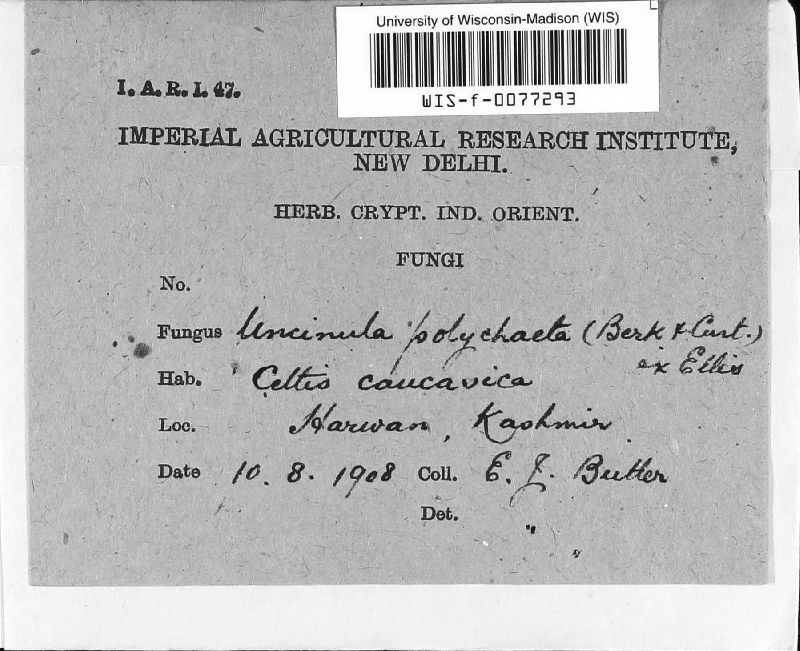 University of Wisconsin-Madison (WIS)
WIS-f-0077293
I. A. R. I. 47.
IMPERIAL AGRICULTURAL RESEARCH INSTITUTE,
NEW DELHI.
HERB. CRYPT. IND. ORIENT.
FUNGI
No.
Fungus Uncinula polychaeta (Berk & Curt.)
ex Ellis
Hab. Celtis caucasica
Loc. Harwan, Kashmir
Date 10. 8. 1908 Coll. E. J. Butler
Det. "